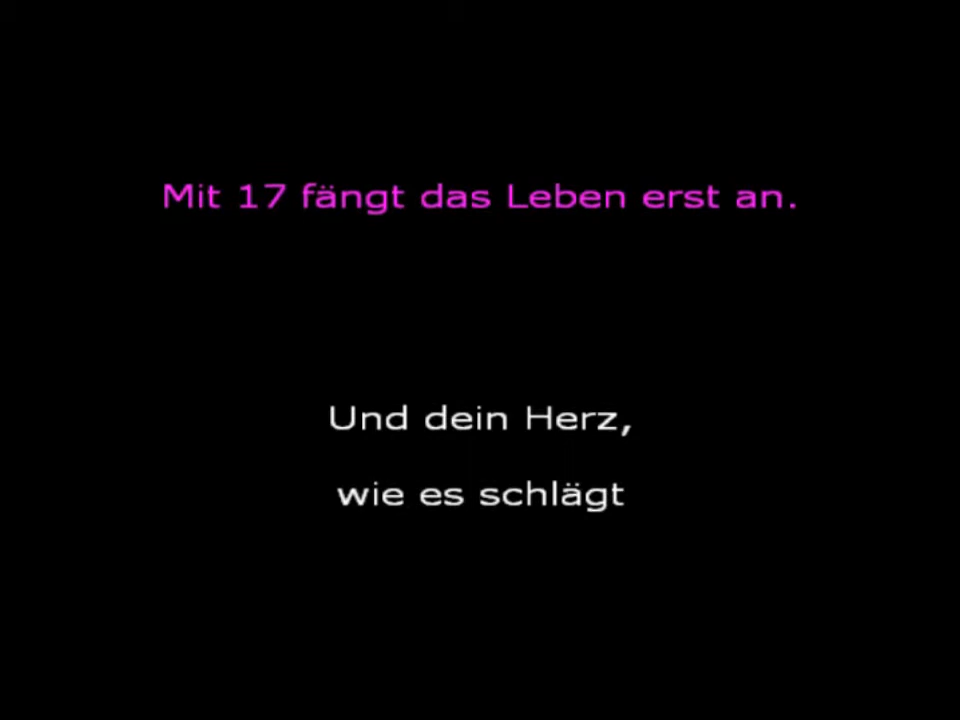 Mit 17 fängt das Leben erst an.
Und dein Herz,
wie es schlägt